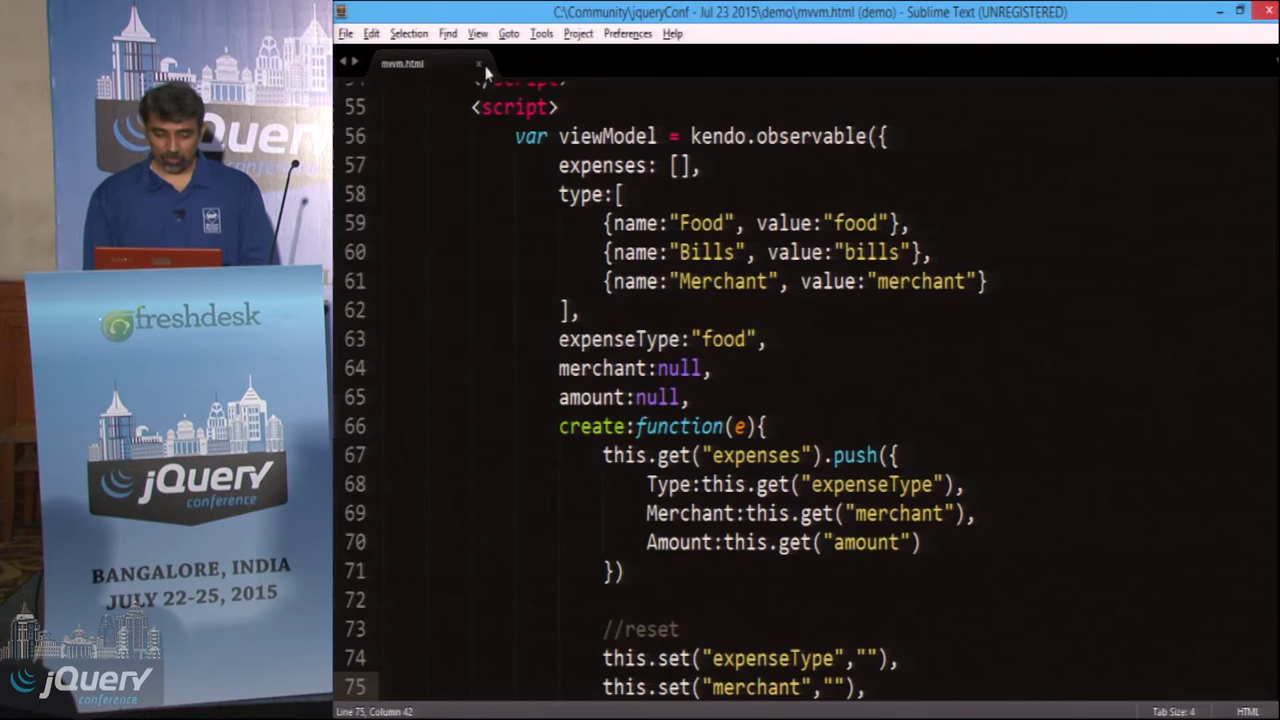 C:\Community\jqueryConf - Jul 23 2015\demo\mvvm.html (demo) - Sublime Text (UNREGISTERED)
File Edit Selection Find View Goto Tools Project Preferences Help
mvvm.html
54 </script>
55 <script>
56 var viewModel = kendo.observable({
57 expenses: [],
58 type:[
59 {name:"Food", value:"food"},
60 {name:"Bills", value:"bills"},
61 {name:"Merchant", value:"merchant"}
62 ],
63 expenseType:"food",
64 merchant:null,
65 amount:null,
66 create:function(e){
67 this.get("expenses").push({
68 Type:this.get("expenseType"),
69 Merchant:this.get("merchant"),
70 Amount:this.get("amount")
71 })
72
73 //reset
74 this.set("expenseType",""),
75 this.set("merchant",""),
Line 75, Column 42
Tab Size: 4
HTML
jQuery
conference
freshdesk
jQuery
conference
BANGALORE, INDIA
JULY 22-25, 2015
jQuery
conference